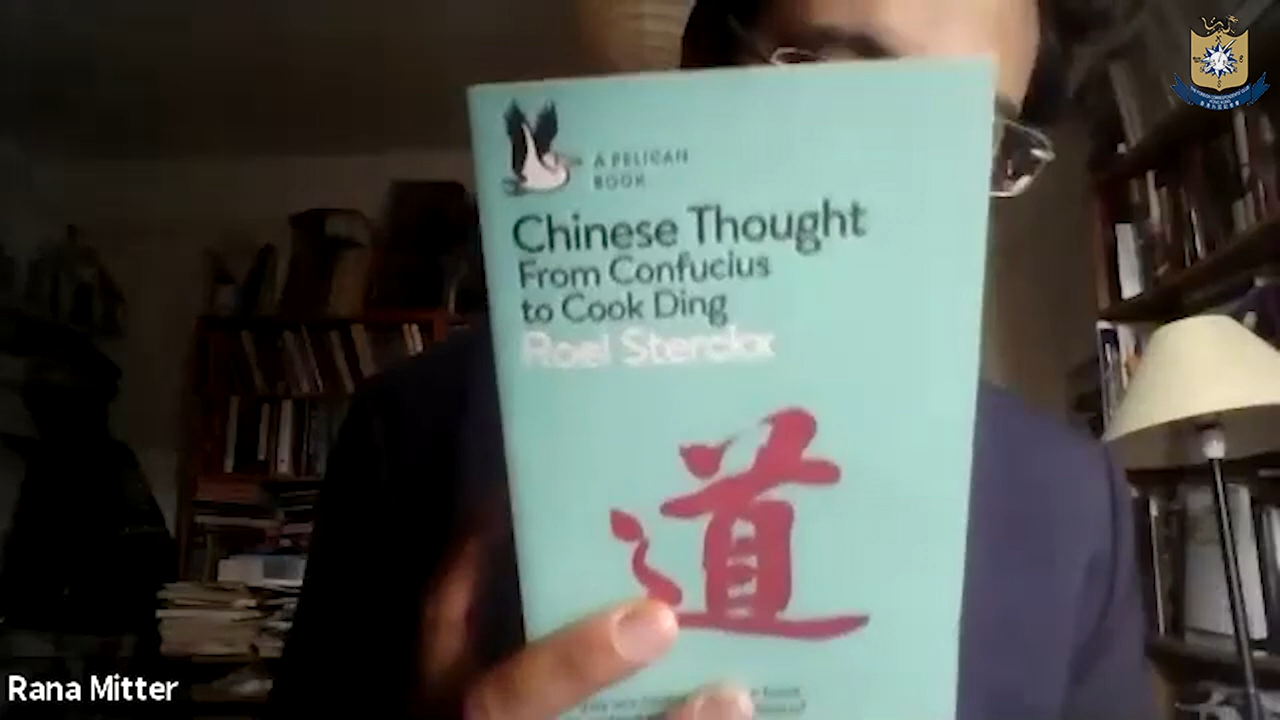 A PELICAN
BOOK
Chinese Thought
From Confucius
to Cook Ding
Roel Sterckx
道
Rana Mitter